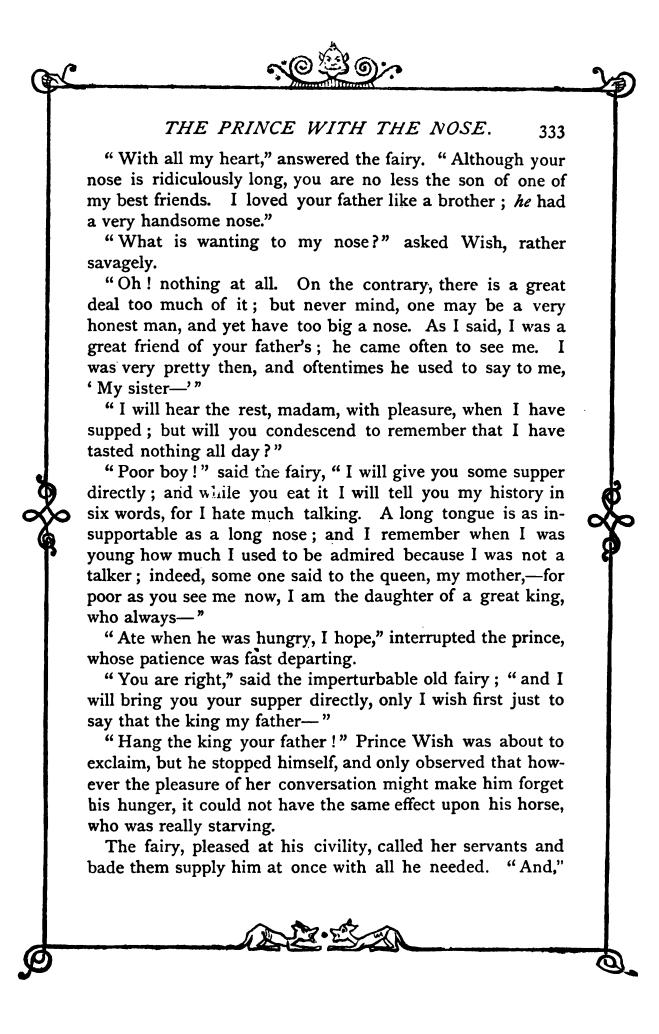 THE PRINCE WITH THE NOSE. 333
“ With all my heart,” answered the fairy. “ Although your
nose is ridiculously long, you are no less the son of one of
my best friends. I loved your father like a brother ; he had
a very handsome nose.”
“ What is wanting to my nose ? ” asked Wish, rather
savagely.
“ Oh ! nothing at all. On the contrary, there is a great
deal too much of it ; but never mind, one may be a very
honest man, and yet have too big a nose. As I said, I was a
great friend of your father’s ; he came often to see me. I
was very pretty then, and oftentimes he used to say to me,
‘ My sister—’ ”
“ I will hear the rest, madam, with pleasure, when I have
supped ; but will you condescend to remember that I have
tasted nothing all day ? ”
“ Poor boy ! ” said the fairy, “ I will give you some supper
directly ; and while you eat it I will tell you my history in
six words, for I hate much talking. A long tongue is as in-
supportable as a long nose ; and I remember when I was
young how much I used to be admired because I was not a
talker ; indeed, some one said to the queen, my mother,—for
poor as you see me now, I am the daughter of a great king,
who always— ”
“ Ate when he was hungry, I hope,” interrupted the prince,
whose patience was fast departing.
“ You are right,” said the imperturbable old fairy ; “ and I
will bring you your supper directly, only I wish first just to
say that the king my father— ”
“ Hang the king your father ! ” Prince Wish was about to
exclaim, but he stopped himself, and only observed that how-
ever the pleasure of her conversation might make him forget
his hunger, it could not have the same effect upon his horse,
who was really starving.
The fairy, pleased at his civility, called her servants and
bade them supply him at once with all he needed. “ And,”